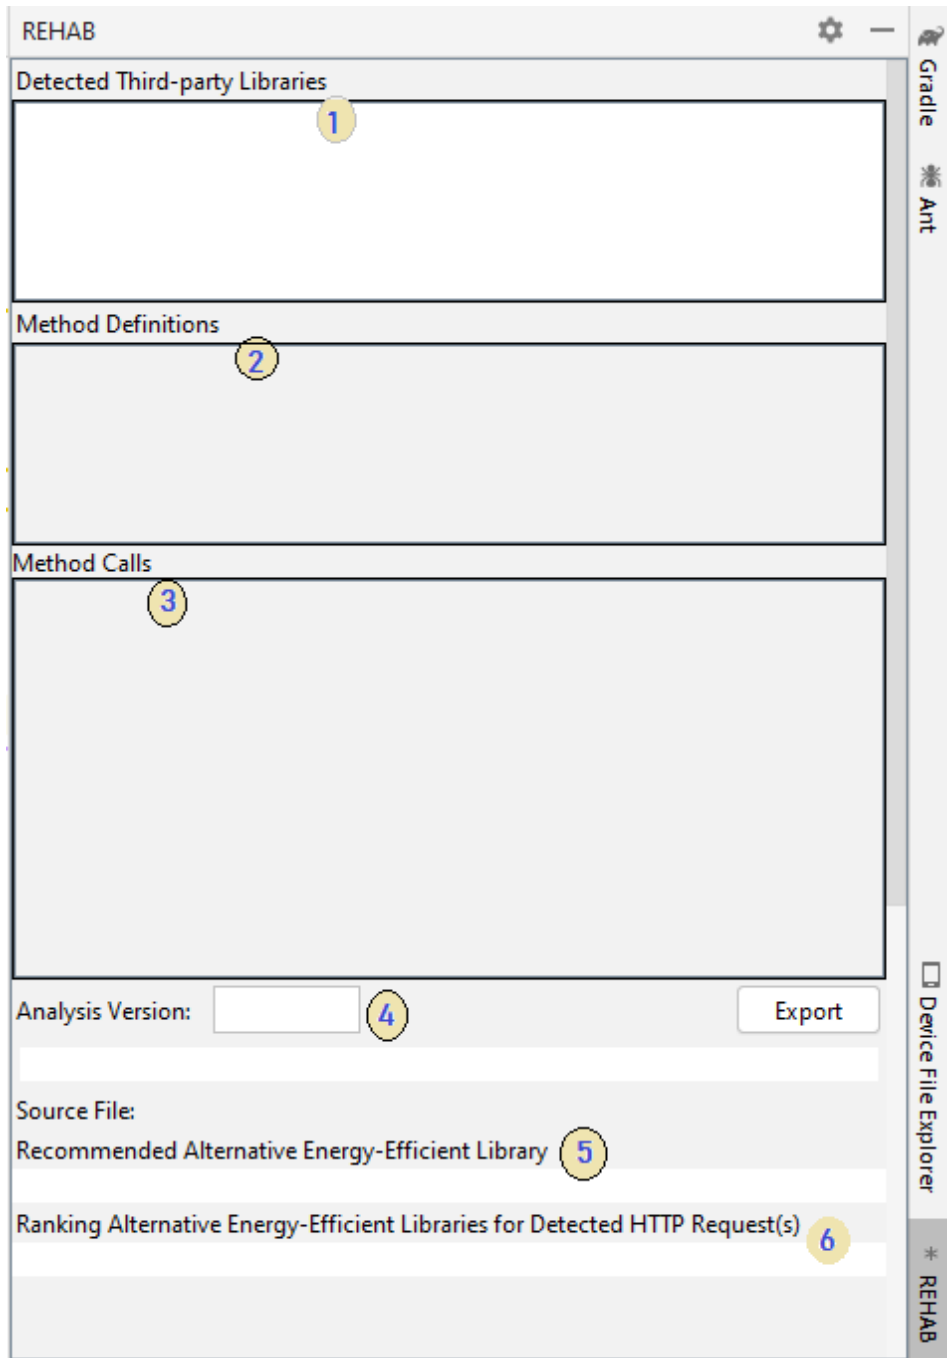 REHAB
Detected Third-party Libraries
1
Method Definitions
2
Method Calls
3
Analysis Version:
4
Export
Source File:
Recommended Alternative Energy-Efficient Library
5
Ranking Alternative Energy-Efficient Libraries for Detected HTTP Request(s)
6
Gradle
Ant
Device File Explorer
REHAB